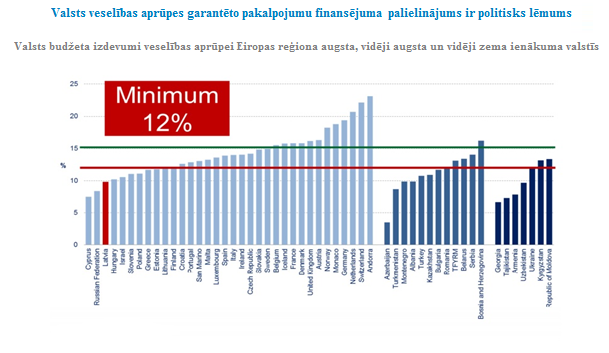 Valsts veselības aprūpes garantēto pakalpojumu finansējuma palielinājums ir politisks lēmums
Valsts budžeta izdevumi veselības aprūpei Eiropas reģiona augsta, vidēji augsta un vidēji zema ienākuma valstīs
Minimum
12%
25
20
15
10
5
0
%
Cyprus
Russian Federation
Latvia
Hungary
Israel
Slovenia
Poland
Greece
Estonia
Lithuania
Finland
Croatia
Portugal
San Marino
Malta
Luxembourg
Spain
Italy
Ireland
Czech Republic
Slovakia
Sweden
Belgium
Iceland
France
Denmark
United Kingdom
Austria
Norway
Monaco
Germany
Netherlands
Switzerland
Andorra
Azerbaijan
Turkmenistan
Montenegro
Albania
Turkey
Kazakhstan
Bulgaria
Romania
TFYRM
Belarus
Serbia
Bosnia and Herzegovina
Georgia
Tajikistan
Armenia
Uzbekistan
Ukraine
Kyrgyzstan
Republic of Moldova